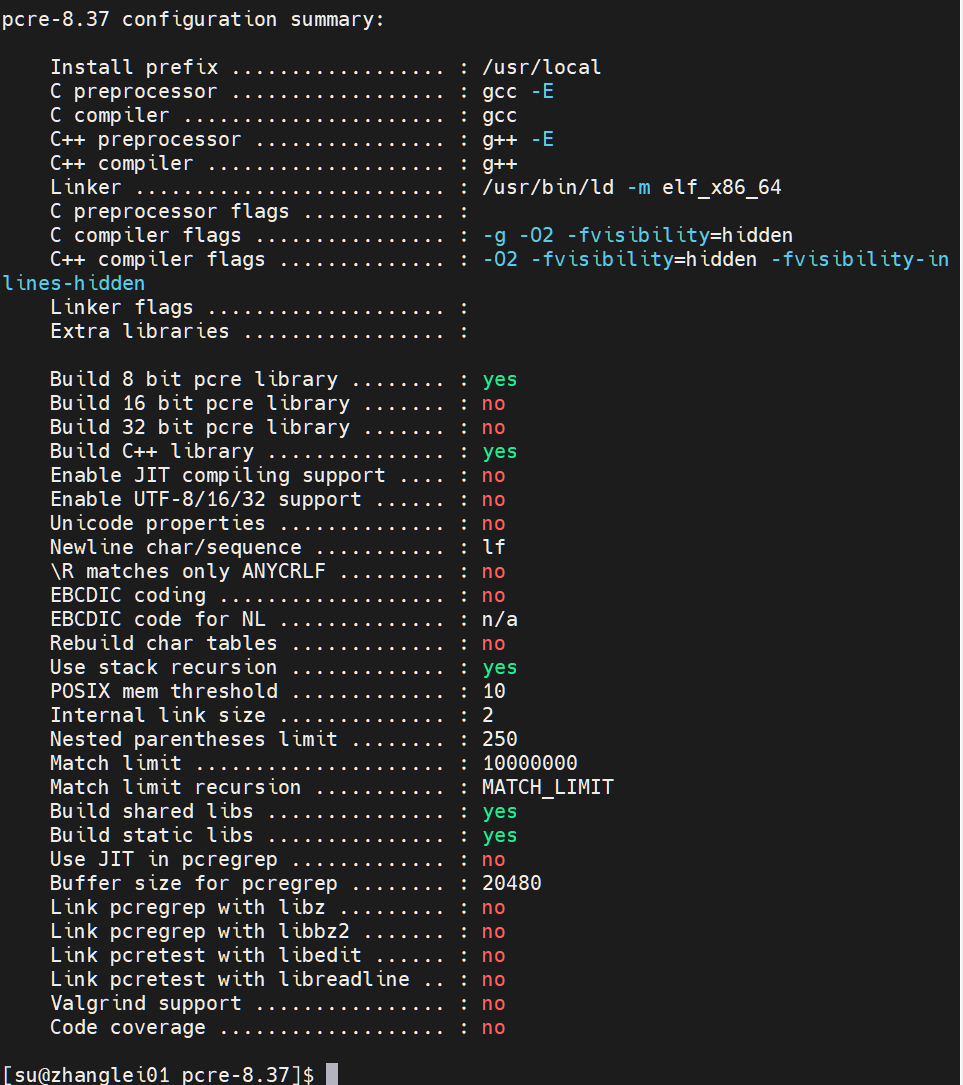 pcre-8.37 configuration summary:
    Install prefix .................. : /usr/local
    C preprocessor .................. : gcc -E
    C compiler ...................... : gcc
    C++ preprocessor ................ : g++ -E
    C++ compiler .................... : g++
    Linker .......................... : /usr/bin/ld -m elf_x86_64
    C preprocessor flags ............ :
    C compiler flags ................ : -g -O2 -fvisibility=hidden
    C++ compiler flags .............. : -O2 -fvisibility=hidden -fvisibility-in
lines-hidden
    Linker flags .................... :
    Extra libraries ................. :
    Build 8 bit pcre library ........ : yes
    Build 16 bit pcre library ....... : no
    Build 32 bit pcre library ....... : no
    Build C++ library ............... : yes
    Enable JIT compiling support .... : no
    Enable UTF-8/16/32 support ...... : no
    Unicode properties .............. : no
    Newline char/sequence ........... : lf
    \R matches only ANYCRLF ......... : no
    EBCDIC coding ................... : no
    EBCDIC code for NL .............. : n/a
    Rebuild char tables ............. : no
    Use stack recursion ............. : yes
    POSIX mem threshold ............. : 10
    Internal link size .............. : 2
    Nested parentheses limit ........ : 250
    Match limit ..................... : 10000000
    Match limit recursion ........... : MATCH_LIMIT
    Build shared libs ............... : yes
    Build static libs ............... : yes
    Use JIT in pcregrep ............. : no
    Buffer size for pcregrep ........ : 20480
    Link pcregrep with libz ......... : no
    Link pcregrep with libbz2 ....... : no
    Link pcretest with libedit ...... : no
    Link pcretest with libreadline .. : no
    Valgrind support ................ : no
    Code coverage ................... : no
[su@zhanglei01 pcre-8.37]$